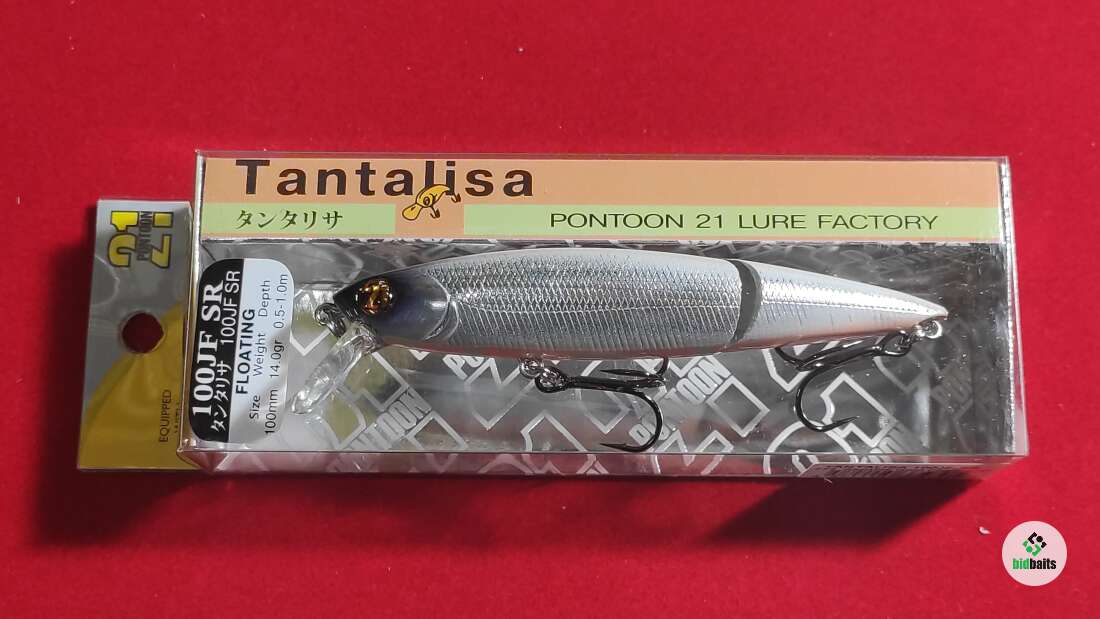 Tantalisa
タンタリサ
PONTOON 21 LURE FACTORY
21
PONTOON
EQUIPPED
100JF SR
タンタリサ 100JF SR
FLOATING
Size Weight Depth
100mm 14.0gr 0.5-1.0m
PONTOON
PONTOON
bidbaits